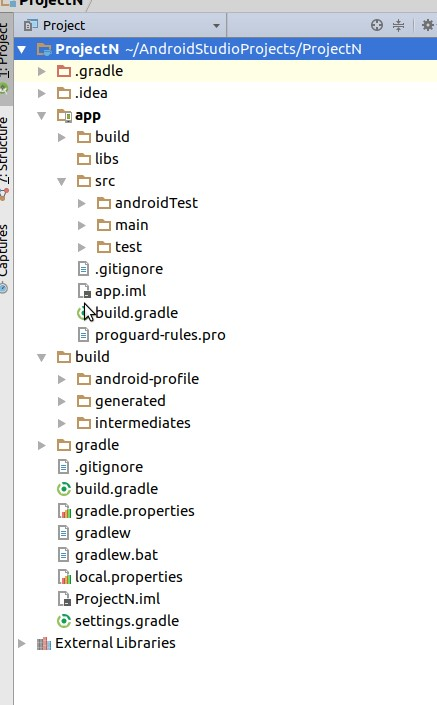 ProjectN
Project
ProjectN ~/AndroidStudioProjects/ProjectN
.gradle
.idea
app
build
libs
src
androidTest
main
test
.gitignore
app.iml
build.gradle
proguard-rules.pro
build
android-profile
generated
intermediates
gradle
.gitignore
build.gradle
gradle.properties
gradlew
gradlew.bat
local.properties
ProjectN.iml
settings.gradle
External Libraries
1: Project
7: Structure
Captures